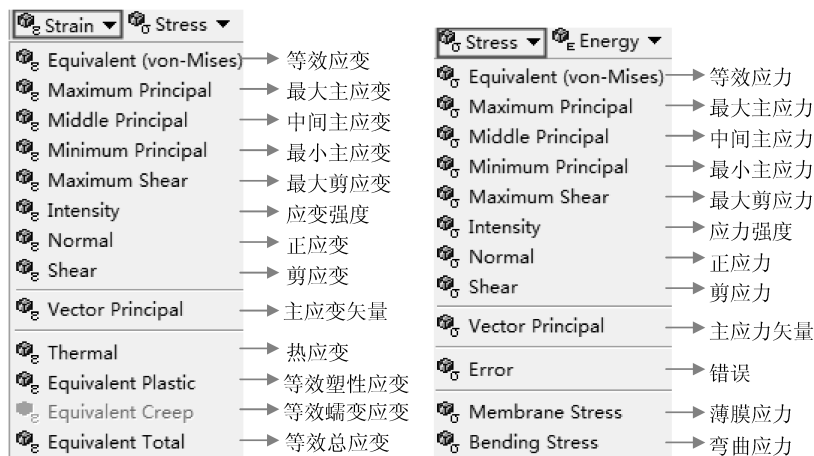 Strain Stress
Equivalent (von-Mises) 等效应变
Maximum Principal 最大主应变
Middle Principal 中间主应变
Minimum Principal 最小主应变
Maximum Shear 最大剪应变
Intensity 应变强度
Normal 正应变
Shear 剪应变
Vector Principal 主应变矢量
Thermal 热应变
Equivalent Plastic 等效塑性应变
Equivalent Creep 等效蠕变应变
Equivalent Total 等效总应变
Stress Energy
Equivalent (von-Mises) 等效应力
Maximum Principal 最大主应力
Middle Principal 中间主应力
Minimum Principal 最小主应力
Maximum Shear 最大剪应力
Intensity 应力强度
Normal 正应力
Shear 剪应力
Vector Principal 主应力矢量
Error 错误
Membrane Stress 薄膜应力
Bending Stress 弯曲应力